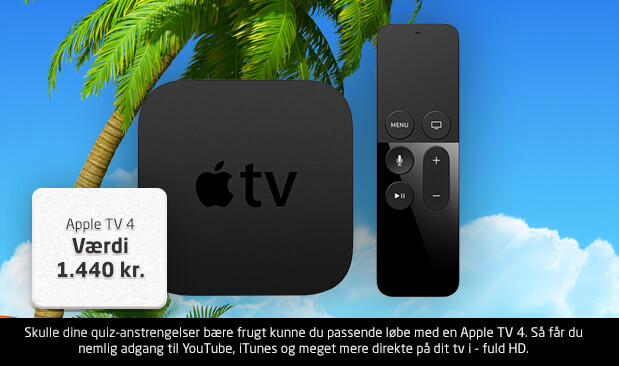 tv
MENU
Apple TV 4
Værdi
1.440 kr.
Skulle dine quiz-anstrengelser bære frugt kunne du passende løbe med en Apple TV 4. Så får du
nemlig adgang til YouTube, iTunes og meget mere direkte på dit tv i - fuld HD.